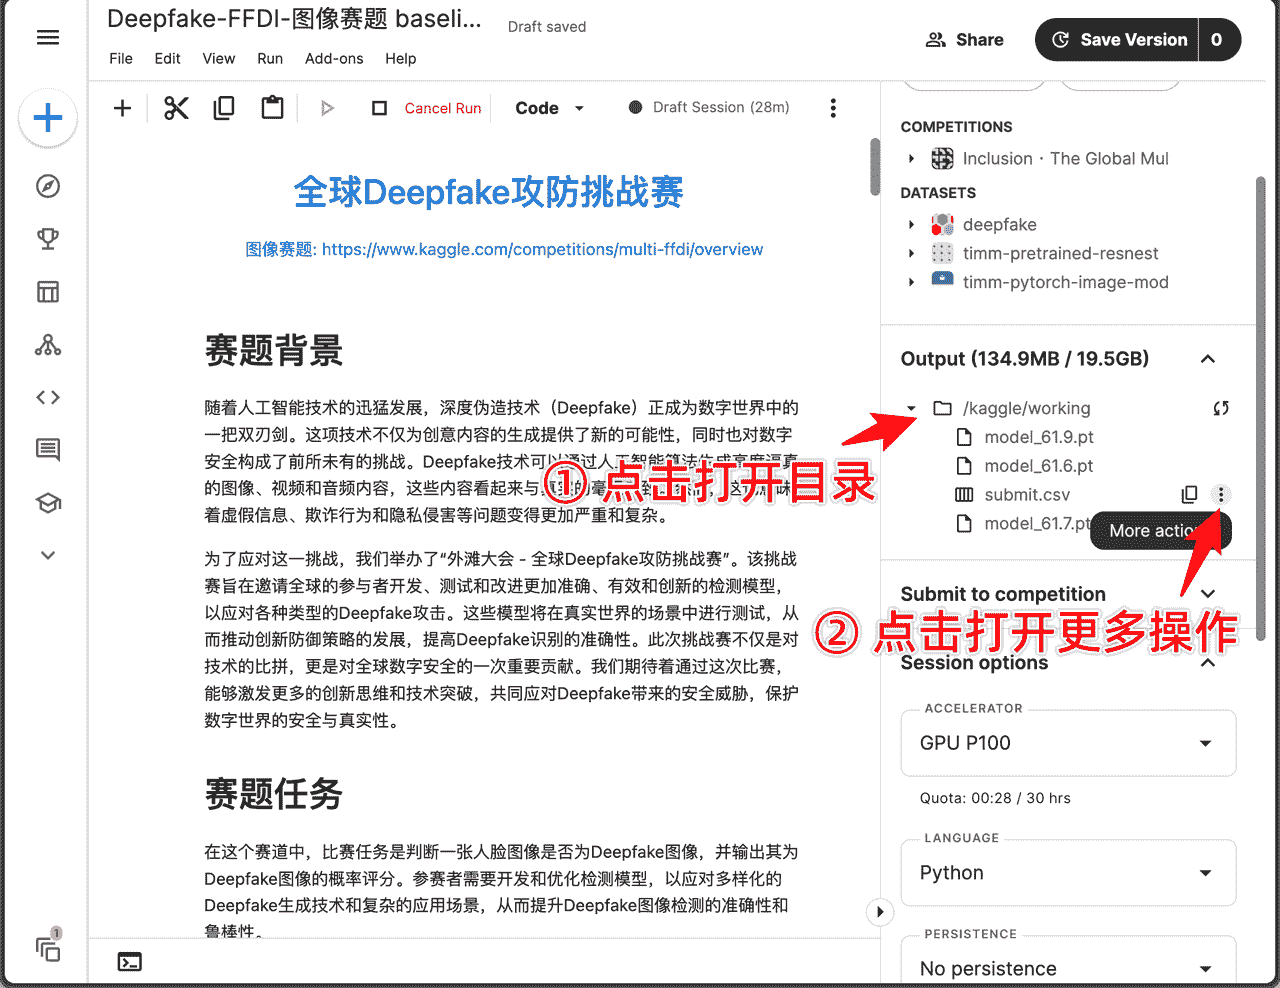 Deepfake-FFDI-图像赛题 baseli...
Draft saved
File Edit View Run Add-ons Help
Share
Save Version 0
Cancel Run
Code
Draft Session (28m)
全球Deepfake攻防挑战赛
图像赛题: https://www.kaggle.com/competitions/multi-ffdi/overview
赛题背景
随着人工智能技术的迅猛发展，深度伪造技术（Deepfake）正成为数字世界中的
一把双刃剑。这项技术不仅为创意内容的生成提供了新的可能性，同时也对数字
安全构成了前所未有的挑战。Deepfake技术可以通过人工智能算法生成高度逼真
的图像、视频和音频内容，这些内容看起来与真实的毫
着虚假信息、欺诈行为和隐私侵害等问题变得更加严重和复杂。
为了应对这一挑战，我们举办了“外滩大会 - 全球Deepfake攻防挑战赛”。该挑战
赛旨在邀请全球的参与者开发、测试和改进更加准确、有效和创新的检测模型，
以应对各种类型的Deepfake攻击。这些模型将在真实世界的场景中进行测试，从
而推动创新防御策略的发展，提高Deepfake识别的准确性。此次挑战赛不仅是对
技术的比拼，更是对全球数字安全的一次重要贡献。我们期待着通过这次比赛，
能够激发更多的创新思维和技术突破，共同应对Deepfake带来的安全威胁，保护
数字世界的安全与真实性。
赛题任务
在这个赛道中，比赛任务是判断一张人脸图像是否为Deepfake图像，并输出其为
Deepfake图像的概率评分。参赛者需要开发和优化检测模型，以应对多样化的
Deepfake生成技术和复杂的应用场景，从而提升Deepfake图像检测的准确性和
鲁棒性。
1
COMPETITIONS
Inclusion · The Global Mul
DATASETS
deepfake
timm-pretrained-resnest
timm-pytorch-image-mod
Output (134.9MB / 19.5GB)
/kaggle/working
model_61.9.pt
model_61.6.pt
submit.csv
model_61.7.pt
More actio
① 点击打开目录
② 点击打开更多操作
Submit to competition
Session options
ACCELERATOR
GPU P100
Quota: 00:28 / 30 hrs
LANGUAGE
Python
PERSISTENCE
No persistence